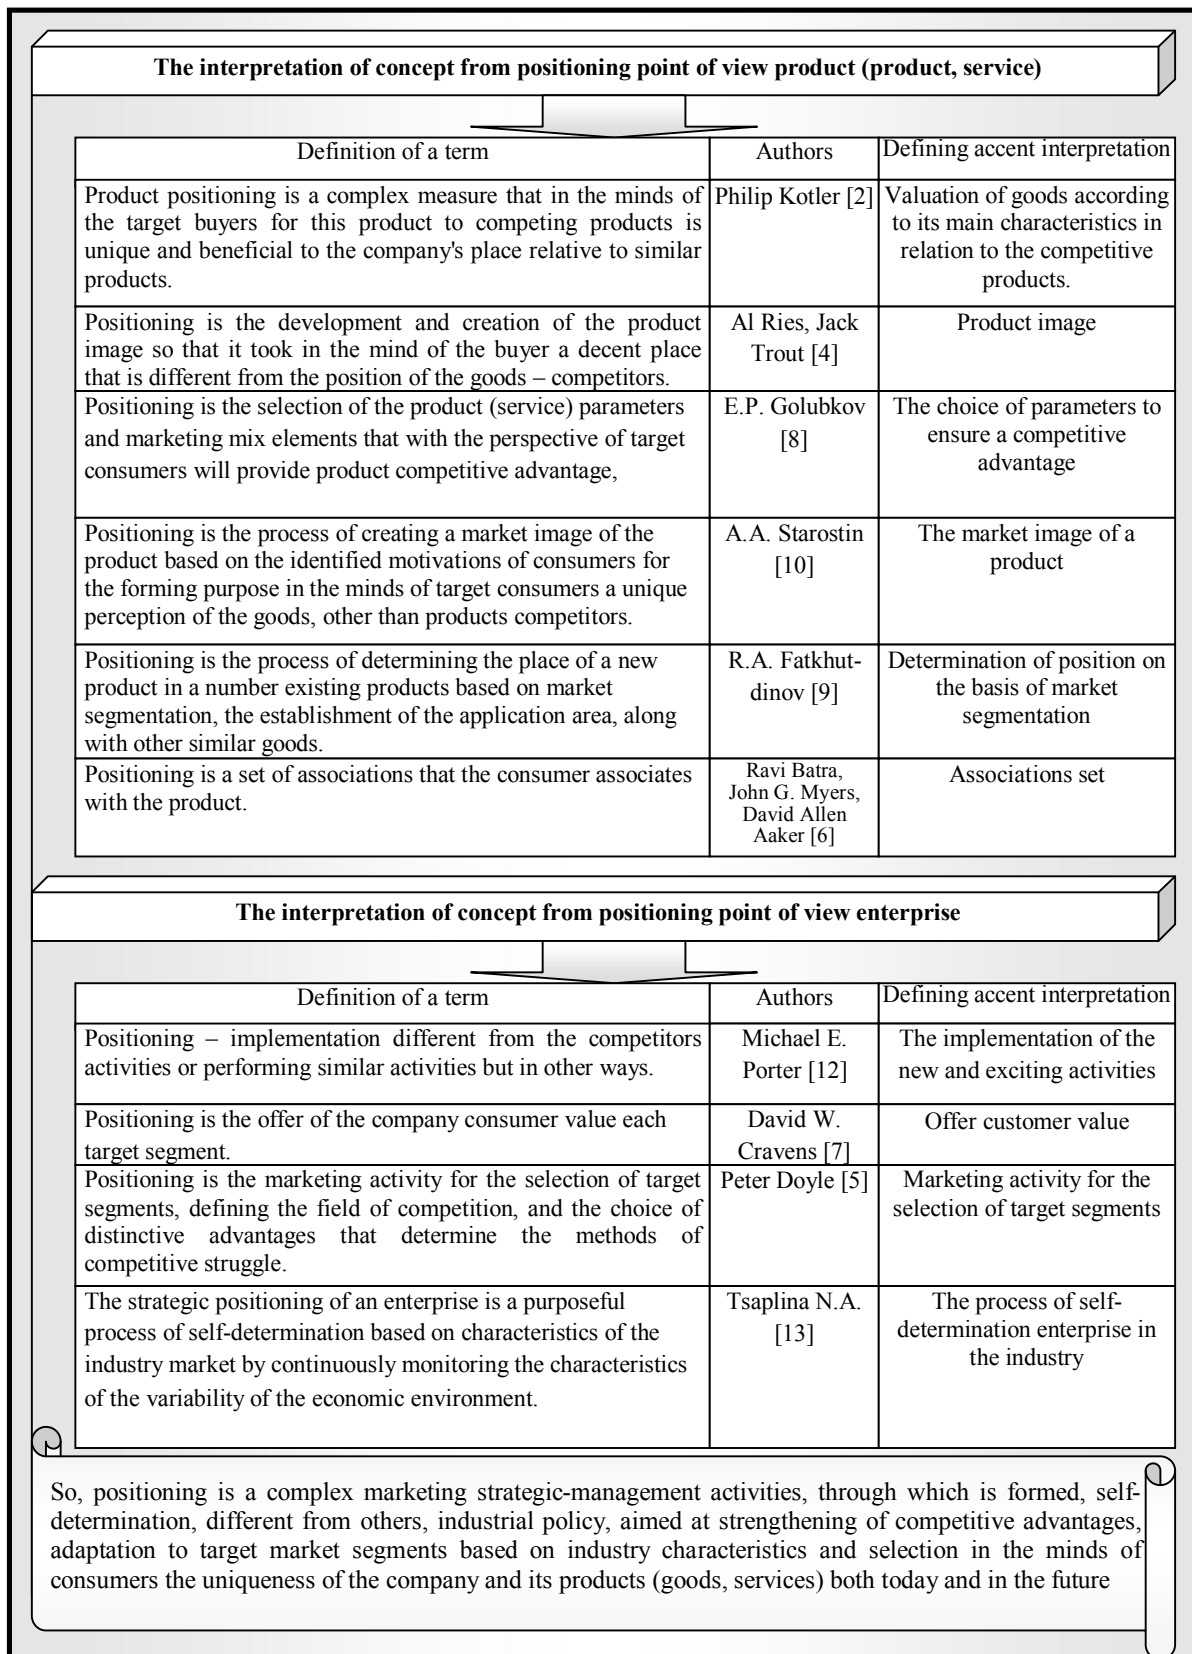 The interpretation of concept from positioning point of view product (product, service)
Definition of a term
Authors
Defining accent interpretation
Product positioning is a complex measure that in the minds of
the target buyers for this product to competing products is
unique and beneficial to the company's place relative to similar
products.
Philip Kotler [2]
Valuation of goods according
to its main characteristics in
relation to the competitive
products.
Positioning is the development and creation of the product
image so that it took in the mind of the buyer a decent place
that is different from the position of the goods – competitors.
Al Ries, Jack
Trout [4]
Product image
Positioning is the selection of the product (service) parameters
and marketing mix elements that with the perspective of target
consumers will provide product competitive advantage,
E.P. Golubkov
[8]
The choice of parameters to
ensure a competitive
advantage
Positioning is the process of creating a market image of the
product based on the identified motivations of consumers for
the forming purpose in the minds of target consumers a unique
perception of the goods, other than products competitors.
A.A. Starostin
[10]
The market image of a
product
Positioning is the process of determining the place of a new
product in a number existing products based on market
segmentation, the establishment of the application area, along
with other similar goods.
R.A. Fatkhut-
dinov [9]
Determination of position on
the basis of market
segmentation
Positioning is a set of associations that the consumer associates
with the product.
Ravi Batra,
John G. Myers,
David Allen
Aaker [6]
Associations set
The interpretation of concept from positioning point of view enterprise
Definition of a term
Authors
Defining accent interpretation
Positioning – implementation different from the competitors
activities or performing similar activities but in other ways.
Michael E.
Porter [12]
The implementation of the
new and exciting activities
Positioning is the offer of the company consumer value each
target segment.
David W.
Cravens [7]
Offer customer value
Positioning is the marketing activity for the selection of target
segments, defining the field of competition, and the choice of
distinctive advantages that determine the methods of
competitive struggle.
Peter Doyle [5]
Marketing activity for the
selection of target segments
The strategic positioning of an enterprise is a purposeful
process of self-determination based on characteristics of the
industry market by continuously monitoring the characteristics
of the variability of the economic environment.
Tsaplina N.A.
[13]
The process of self-
determination enterprise in
the industry
So, positioning is a complex marketing strategic-management activities, through which is formed, self-
determination, different from others, industrial policy, aimed at strengthening of competitive advantages,
adaptation to target market segments based on industry characteristics and selection in the minds of
consumers the uniqueness of the company and its products (goods, services) both today and in the future